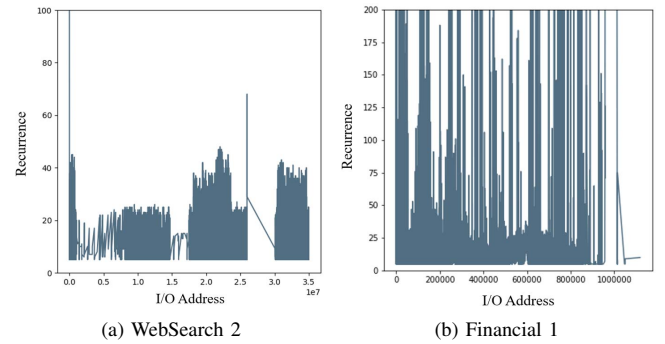 100
80
60
40
20
0
Recurrence
0.0 0.5 1.0 1.5 2.0 2.5 3.0 3.5
1e7
I/O Address
(a) WebSearch 2
200
175
150
125
100
75
50
25
0
Recurrence
0 200000 400000 600000 800000 1000000
I/O Address
(b) Financial 1